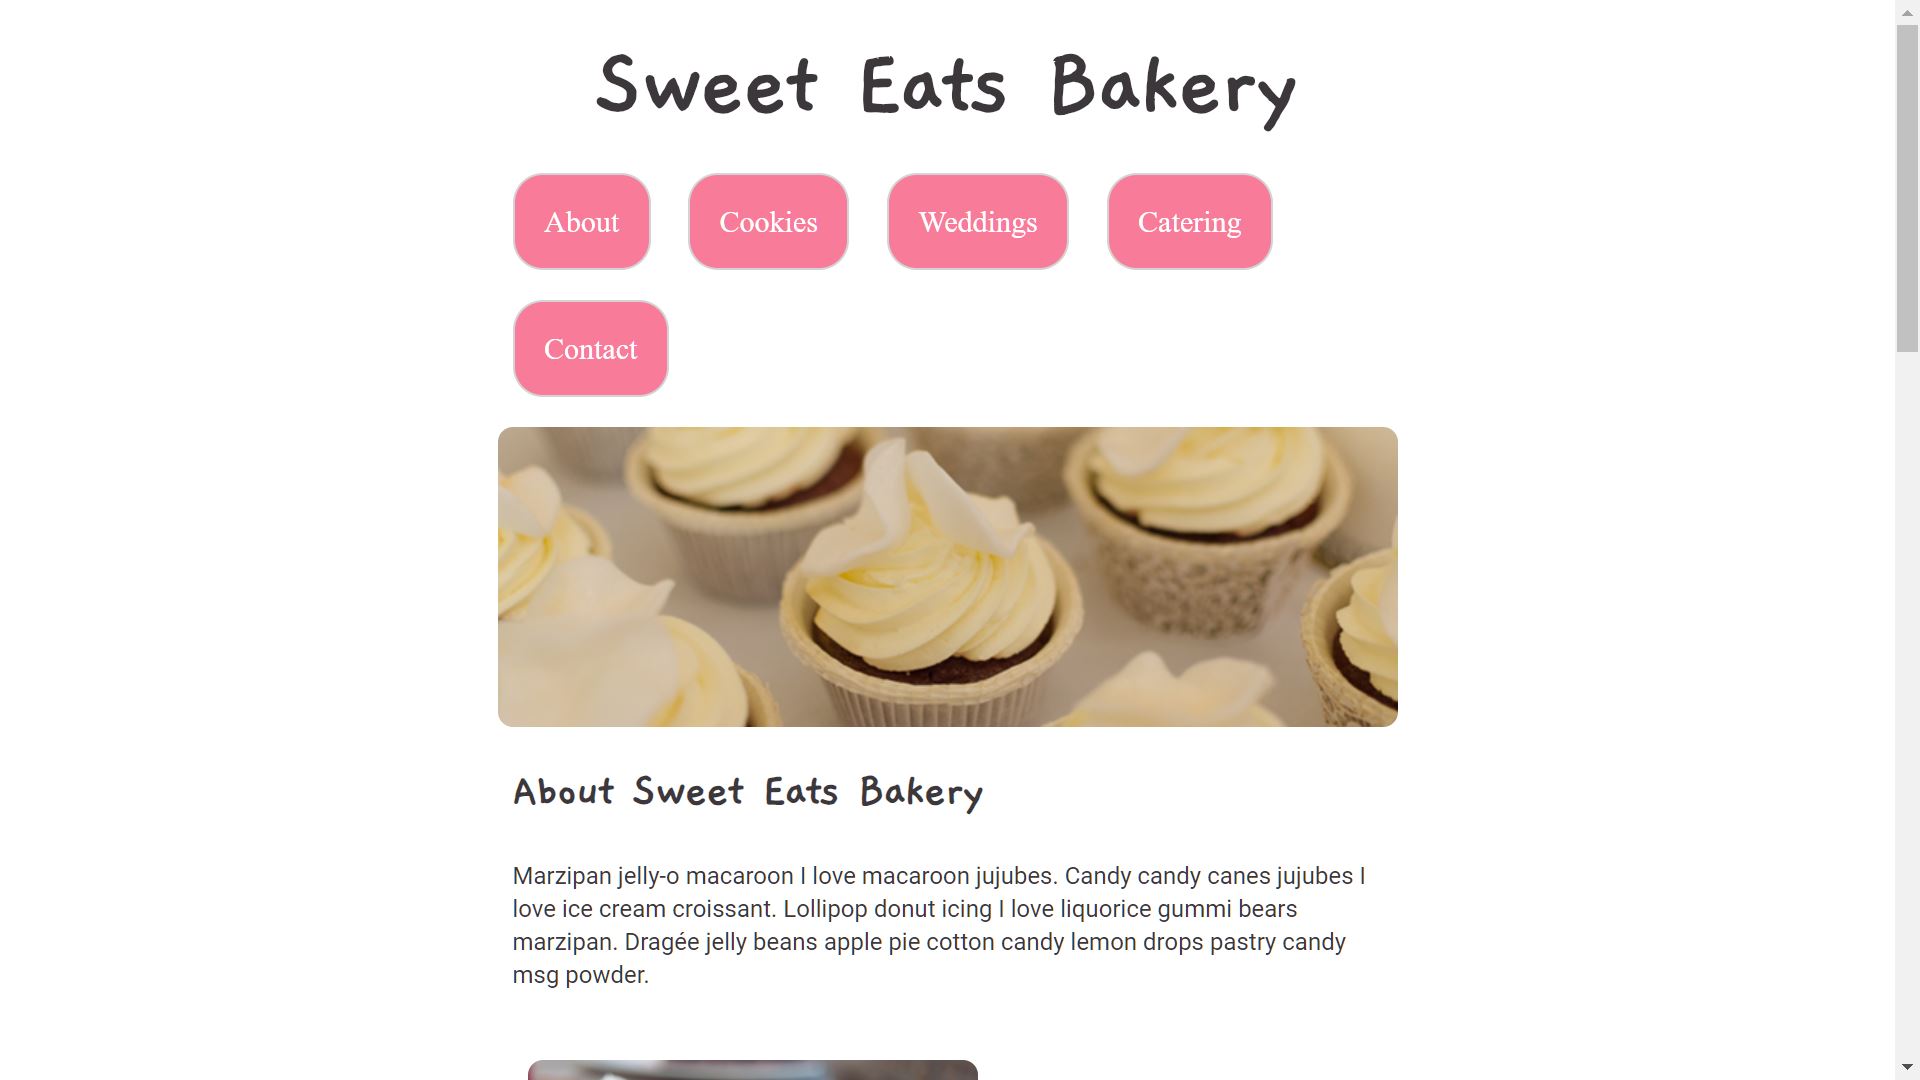 Sweet Eats Bakery
About Cookies Weddings Catering
Contact
About Sweet Eats Bakery
Marzipan jelly-o macaroon I love macaroon jujubes. Candy candy canes jujubes I
love ice cream croissant. Lollipop donut icing I love liquorice gummi bears
marzipan. Dragée jelly beans apple pie cotton candy lemon drops pastry candy
msg powder.